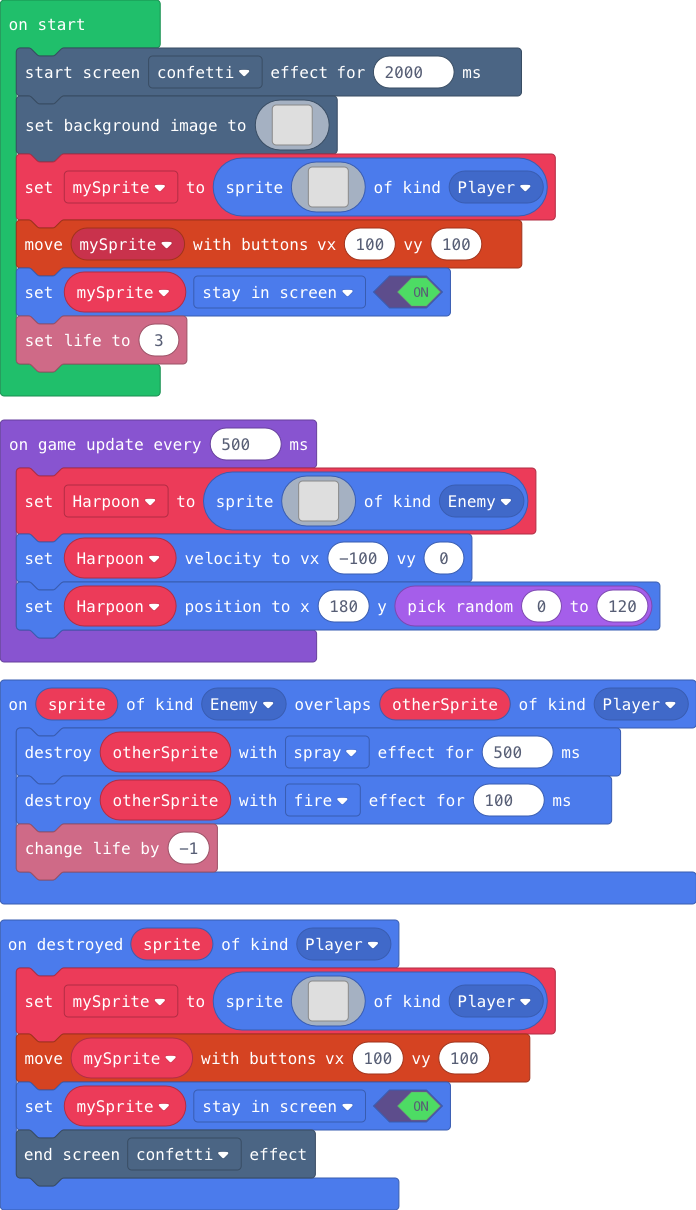 on start
start screen confetti effect for 2000 ms
set background image to
set mySprite to sprite of kind Player
move mySprite with buttons vx 100 vy 100
set mySprite stay in screen ON
set life to 3
on game update every 500 ms
set Harpoon to sprite of kind Enemy
set Harpoon velocity to vx -100 vy 0
set Harpoon position to x 180 y pick random 0 to 120
on sprite of kind Enemy overlaps otherSprite of kind Player
destroy otherSprite with spray effect for 500 ms
destroy otherSprite with fire effect for 100 ms
change life by -1
on destroyed sprite of kind Player
set mySprite to sprite of kind Player
move mySprite with buttons vx 100 vy 100
set mySprite stay in screen ON
end screen confetti effect